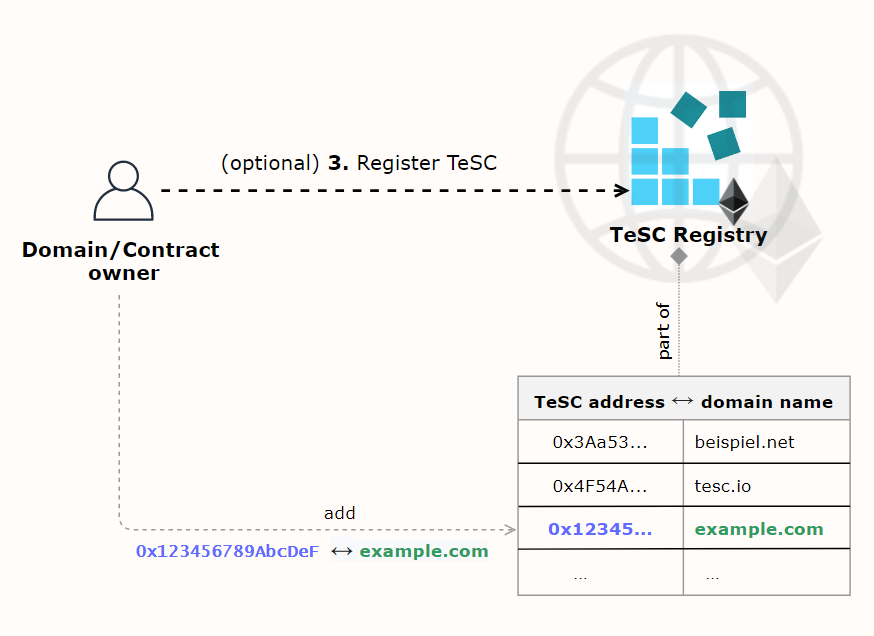 (optional) 3. Register TeSC
Domain/Contract
owner
TeSC Registry
part of
TeSC address ↔ domain name
0x3Aa53... beispiel.net
0x4F54A... tesc.io
0x12345... example.com
... ...
add
0x123456789AbcDeF ↔ example.com